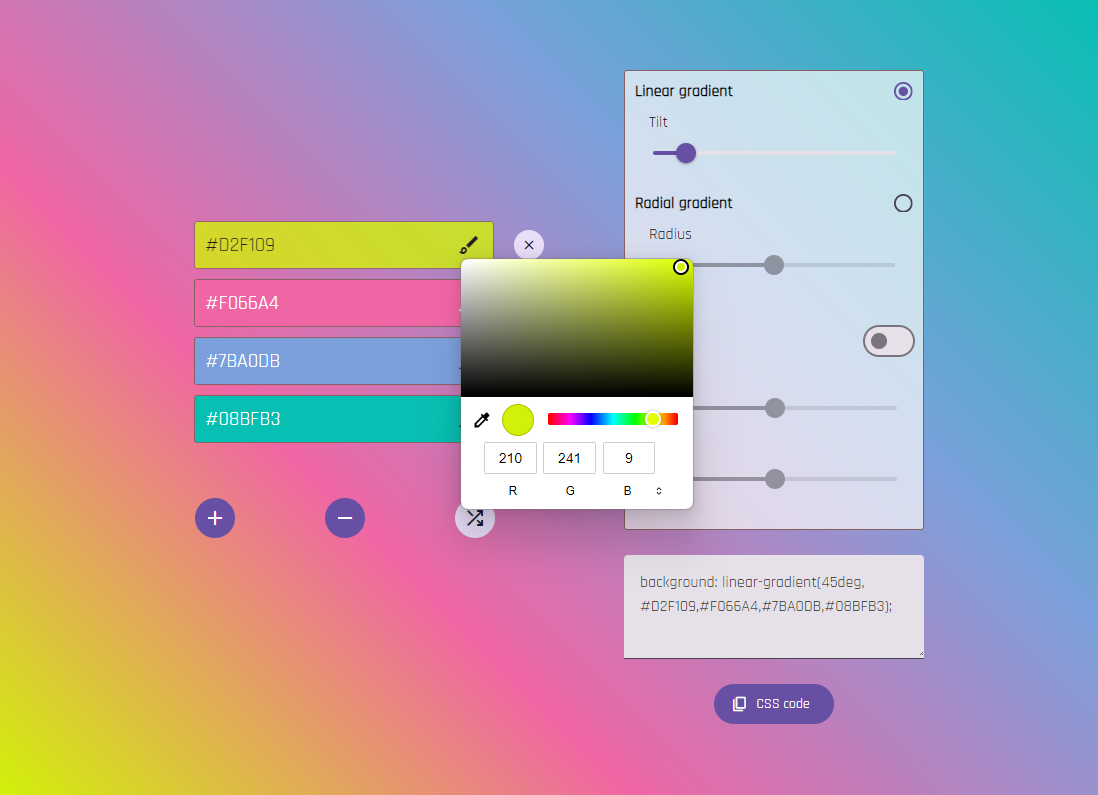 Linear gradient
Tilt
Radial gradient
Radius
#D2F109
#F066A4
#7BA0DB
#08BFB3
210 241 9
R G B
background: linear-gradient(45deg,
#D2F109,#F066A4,#7BA0DB,#08BFB3);
CSS code